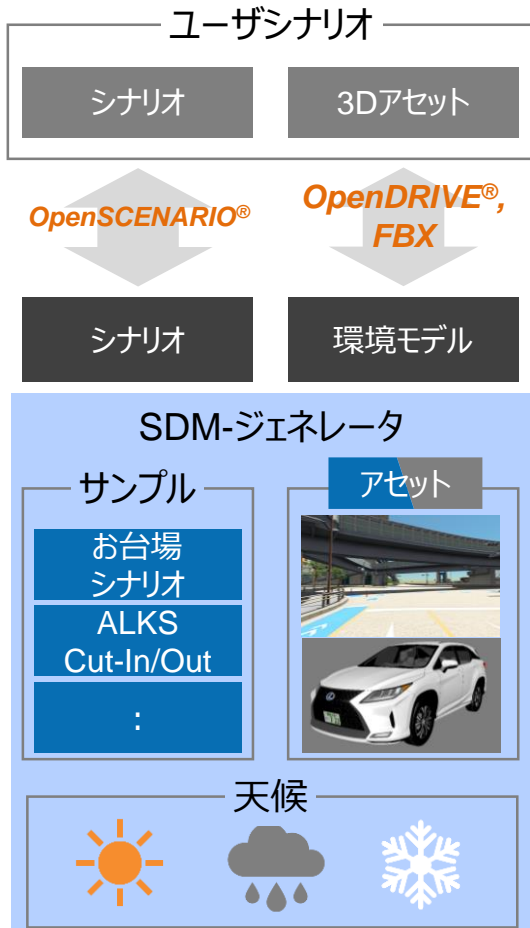 ユーザシナリオ
シナリオ
3Dアセット
OpenSCENARIO®
OpenDRIVE®,
FBX
シナリオ
環境モデル
SDM-ジェネレータ
サンプル
お台場
シナリオ
ALKS
Cut-In/Out
:
アセット
天候